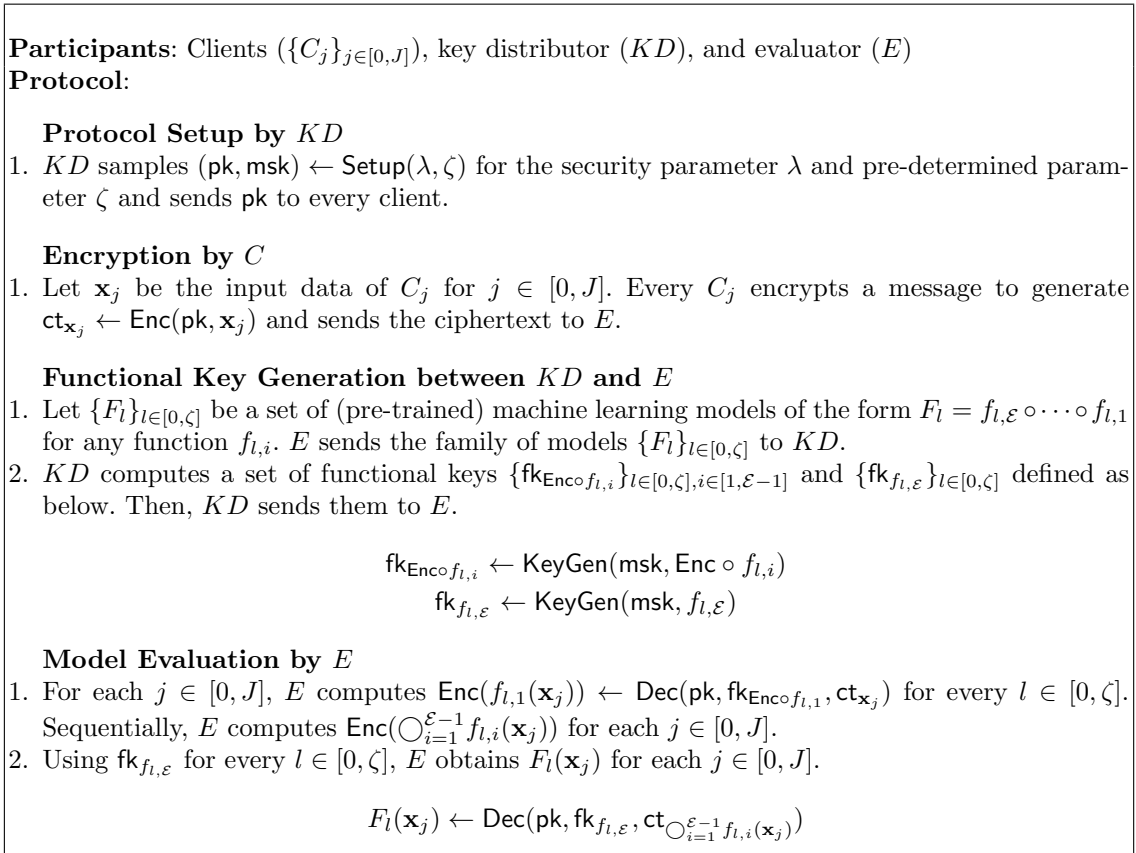 Participants: Clients ({C_j}_{j∈[0,J]}), key distributor (KD), and evaluator (E)
Protocol:
Protocol Setup by KD
1. KD samples (pk, msk) ← Setup(λ, ζ) for the security parameter λ and pre-determined param-
eter ζ and sends pk to every client.
Encryption by C
1. Let x_j be the input data of C_j for j ∈ [0, J]. Every C_j encrypts a message to generate
ct_{x_j} ← Enc(pk, x_j) and sends the ciphertext to E.
Functional Key Generation between KD and E
1. Let {F_l}_{l∈[0,ζ]} be a set of (pre-trained) machine learning models of the form F_l = f_{l,ℰ} ∘ ··· ∘ f_{l,1}
for any function f_{l,i}. E sends the family of models {F_l}_{l∈[0,ζ]} to KD.
2. KD computes a set of functional keys {fk_{Enc∘f_{l,i}}}_{l∈[0,ζ],i∈[1,ℰ−1]} and {fk_{f_{l,ℰ}}}_{l∈[0,ζ]} defined as
below. Then, KD sends them to E.
fk_{Enc∘f_{l,i}} ← KeyGen(msk, Enc ∘ f_{l,i})
fk_{f_{l,ℰ}} ← KeyGen(msk, f_{l,ℰ})
Model Evaluation by E
1. For each j ∈ [0, J], E computes Enc(f_{l,1}(x_j)) ← Dec(pk, fk_{Enc∘f_{l,1}}, ct_{x_j}) for every l ∈ [0, ζ].
Sequentially, E computes Enc(◯_{i=1}^{ℰ−1} f_{l,i}(x_j)) for each j ∈ [0, J].
2. Using fk_{f_{l,ℰ}} for every l ∈ [0, ζ], E obtains F_l(x_j) for each j ∈ [0, J].
F_l(x_j) ← Dec(pk, fk_{f_{l,ℰ}}, ct_{◯_{i=1}^{ℰ−1} f_{l,i}(x_j)})